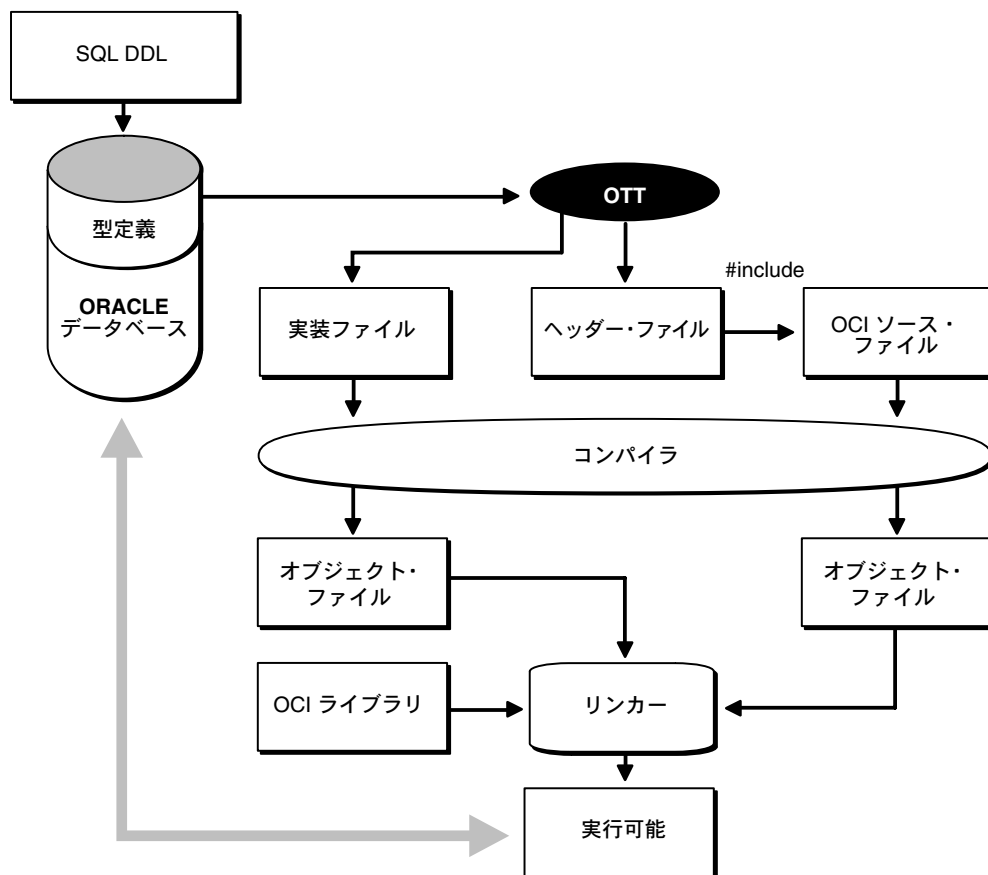 SQL DDL
型定義
ORACLE
データベース
OTT
#include
実装ファイル
ヘッダー・ファイル
OCI ソース・
ファイル
コンパイラ
オブジェクト・
ファイル
オブジェクト・
ファイル
OCI ライブラリ
リンカー
実行可能